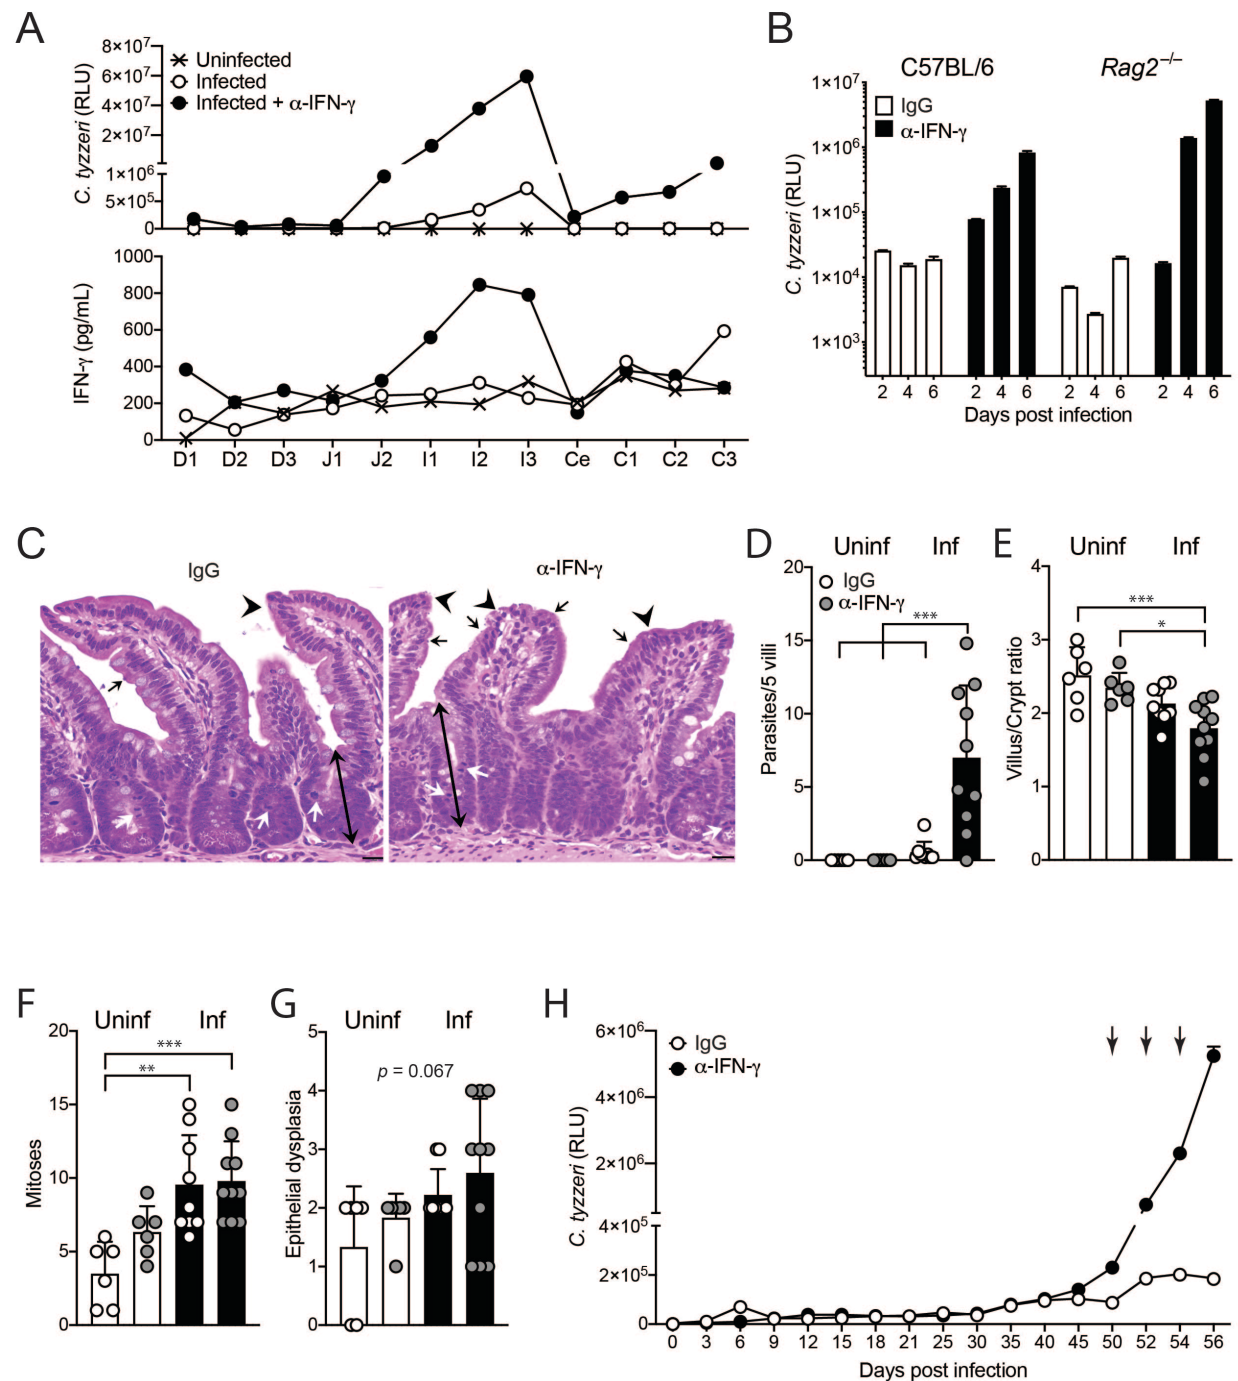 A
C. tyzzeri (RLU)
8×10⁷
6×10⁷
4×10⁷
2×10⁷
1×10⁶
5×10⁵
0
Uninfected
Infected
Infected + α-IFN-γ
IFN-γ (pg/mL)
1000
800
600
400
200
0
D1 D2 D3 J1 J2 I1 I2 I3 Ce C1 C2 C3
B
C57BL/6 Rag2⁻/⁻
C. tyzzeri (RLU)
1×10⁷
1×10⁶
1×10⁵
1×10⁴
1×10³
IgG
α-IFN-γ
2 4 6 2 4 6 2 4 6 2 4 6
Days post infection
C
IgG α-IFN-γ
D
Uninf Inf
Parasites/5 villi
20
15
10
5
0
IgG
α-IFN-γ
***
E
Uninf Inf
Villus/Crypt ratio
4
3
2
1
0
***
*
F
Uninf Inf
Mitoses
20
15
10
5
0
***
**
G
Uninf Inf
Epithelial dysplasia
5
4
3
2
1
0
p = 0.067
H
C. tyzzeri (RLU)
6×10⁶
4×10⁶
2×10⁶
4×10⁵
2×10⁵
0
IgG
α-IFN-γ
0 3 6 9 12 15 18 21 25 30 35 40 45 50 52 54 56
Days post infection